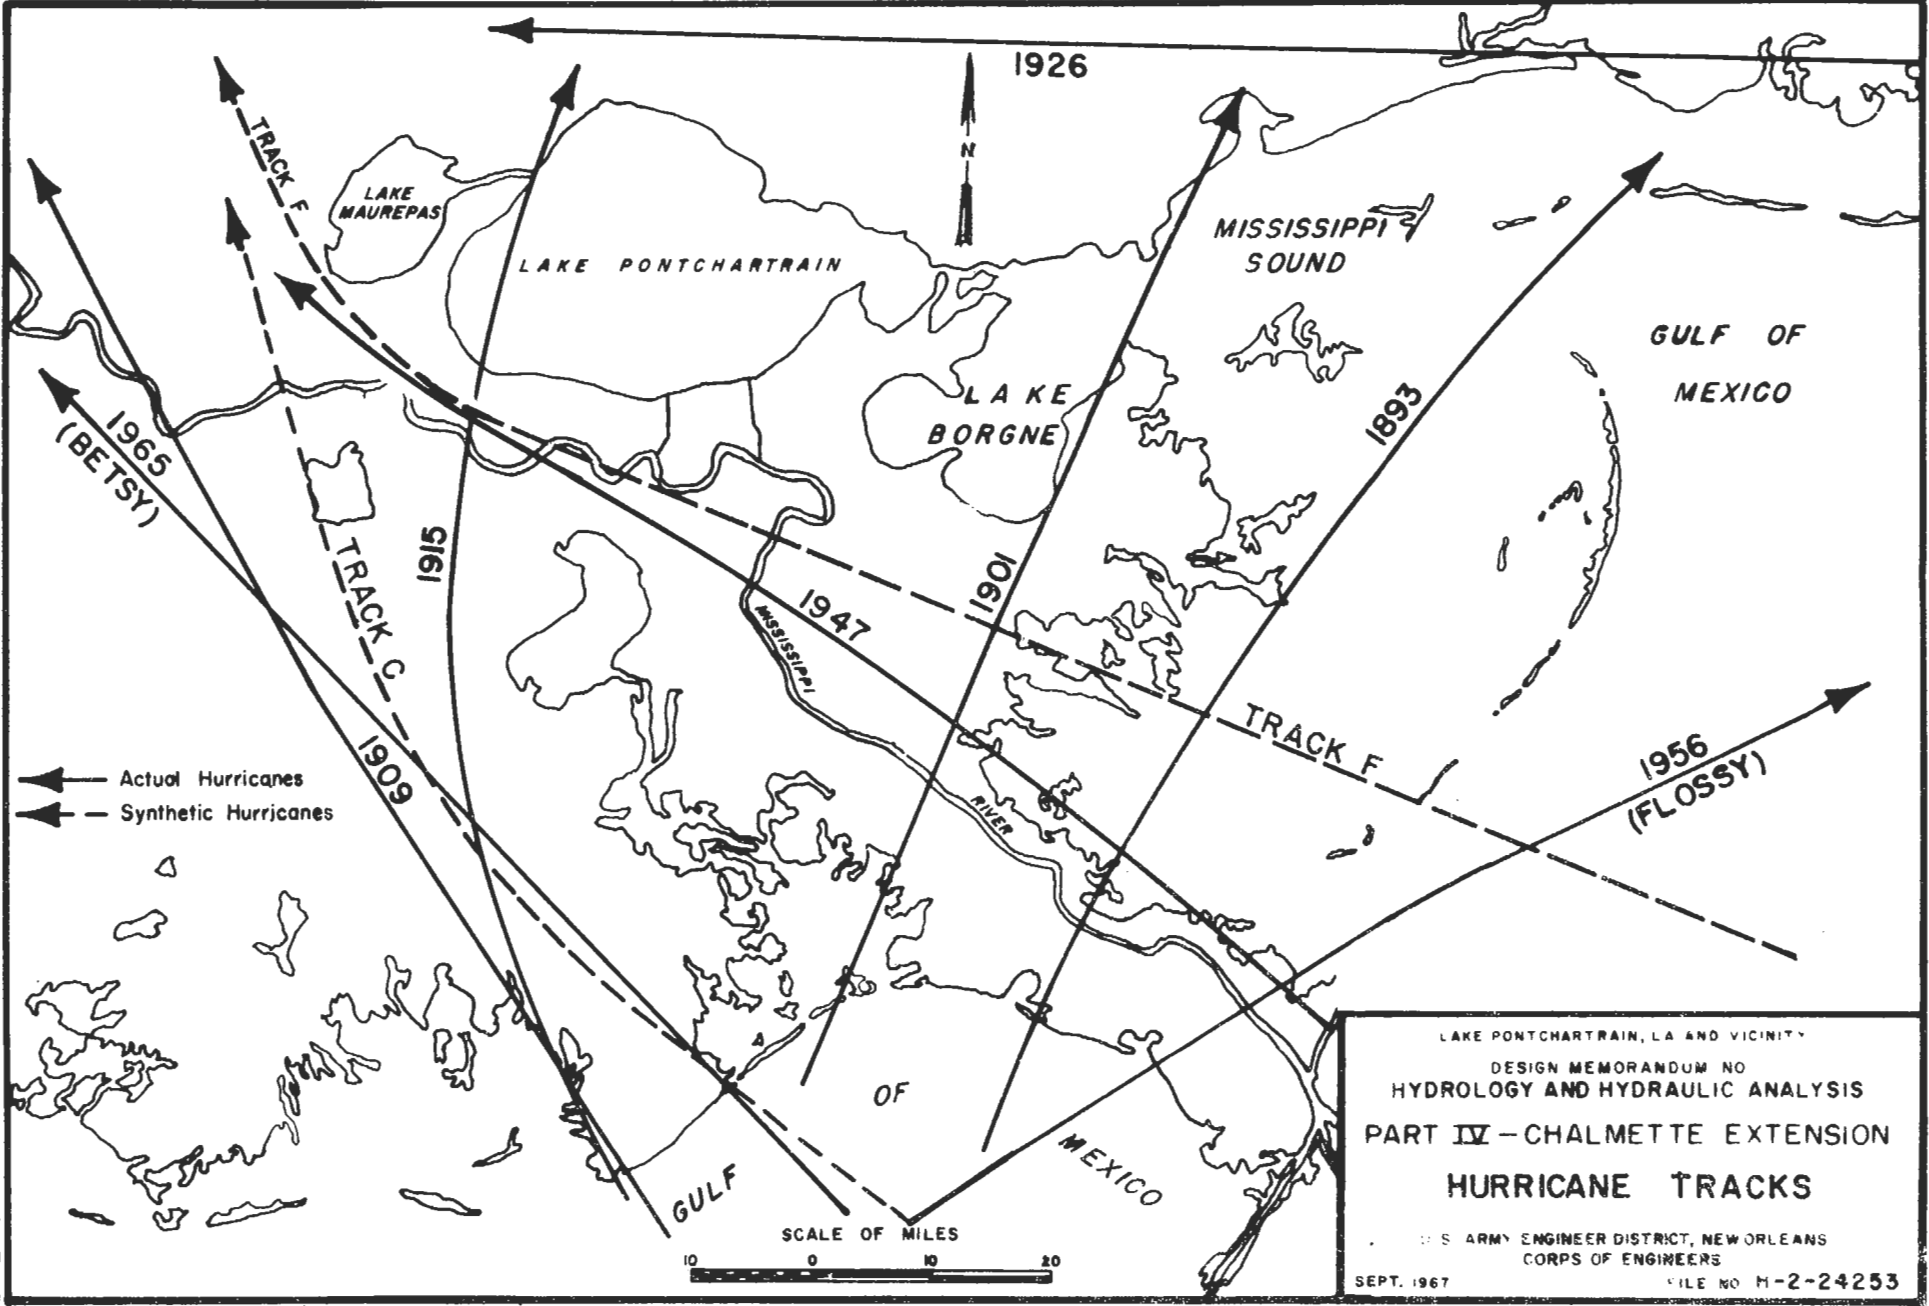 1926
N
TRACK F
LAKE
MAUREPAS
LAKE PONTCHARTRAIN
MISSISSIPPI
SOUND
GULF OF
MEXICO
LAKE
BORGNE
1893
1965
(BETSY)
1915
TRACK C
1901
1947
MISSISSIPPI
RIVER
TRACK F
1956
(FLOSSY)
1909
Actual Hurricanes
Synthetic Hurricanes
GULF
OF
MEXICO
SCALE OF MILES
10 0 10 20
LAKE PONTCHARTRAIN, LA AND VICINITY
DESIGN MEMORANDUM NO
HYDROLOGY AND HYDRAULIC ANALYSIS
PART IV - CHALMETTE EXTENSION
HURRICANE TRACKS
U S ARMY ENGINEER DISTRICT, NEW ORLEANS
CORPS OF ENGINEERS
SEPT. 1967
FILE NO H-2-24253